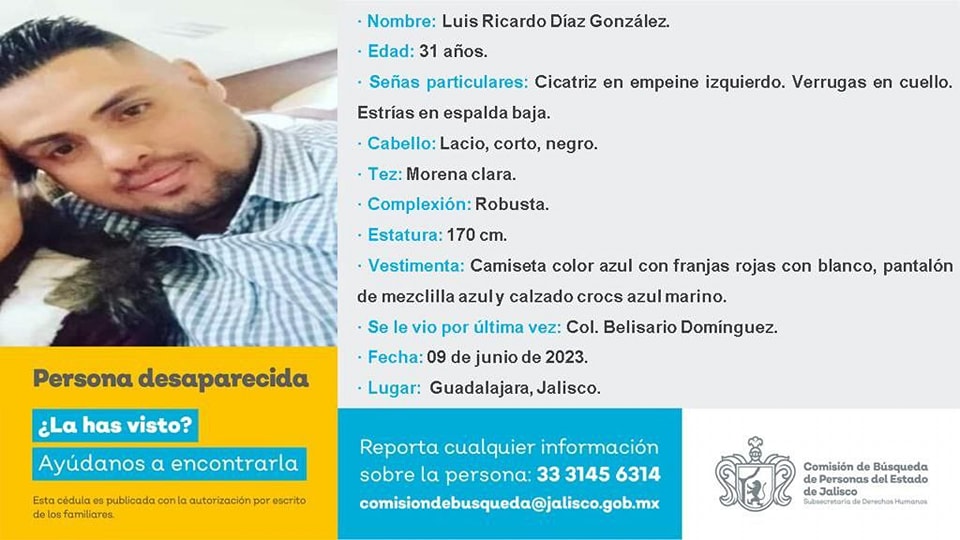 · Nombre: Luis Ricardo Díaz González.
· Edad: 31 años.
· Señas particulares: Cicatriz en empeine izquierdo. Verrugas en cuello.
Estrías en espalda baja.
· Cabello: Lacio, corto, negro.
· Tez: Morena clara.
· Complexión: Robusta.
· Estatura: 170 cm.
· Vestimenta: Camiseta color azul con franjas rojas con blanco, pantalón
de mezclilla azul y calzado crocs azul marino.
· Se le vio por última vez: Col. Belisario Domínguez.
· Fecha: 09 de junio de 2023.
· Lugar: Guadalajara, Jalisco.
Persona desaparecida
¿La has visto?
Ayúdanos a encontrarla
Esta cédula es publicada con la autorización por escrito
de los familiares.
Reporta cualquier información
sobre la persona: 33 3145 6314
comisiondebusqueda@jalisco.gob.mx
Comisión de Búsqueda
de Personas del Estado
de Jalisco
Subsecretaría de Derechos Humanos